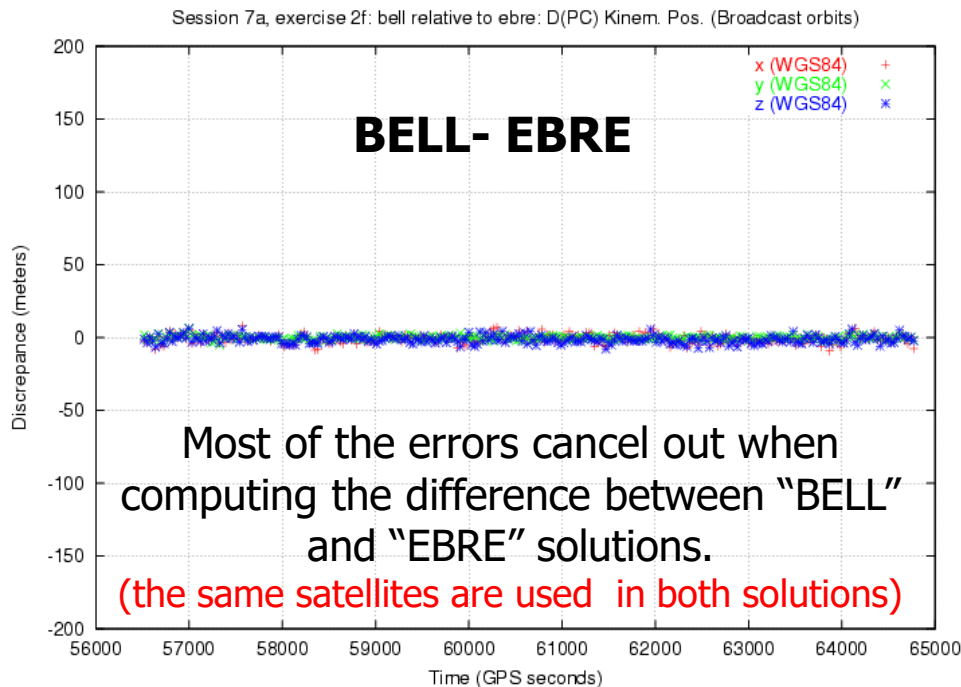 Session 7a, exercise 2f: bell relative to ebre: D(PC) Kinem. Pos. (Broadcast orbits)
200
150
100
50
0
-50
-100
-150
-200
Discrepance (meters)
x (WGS84)
y (WGS84)
z (WGS84)
BELL- EBRE
Most of the errors cancel out when
computing the difference between “BELL”
and “EBRE” solutions.
(the same satellites are used in both solutions)
56000 57000 58000 59000 60000 61000 62000 63000 64000 65000
Time (GPS seconds)